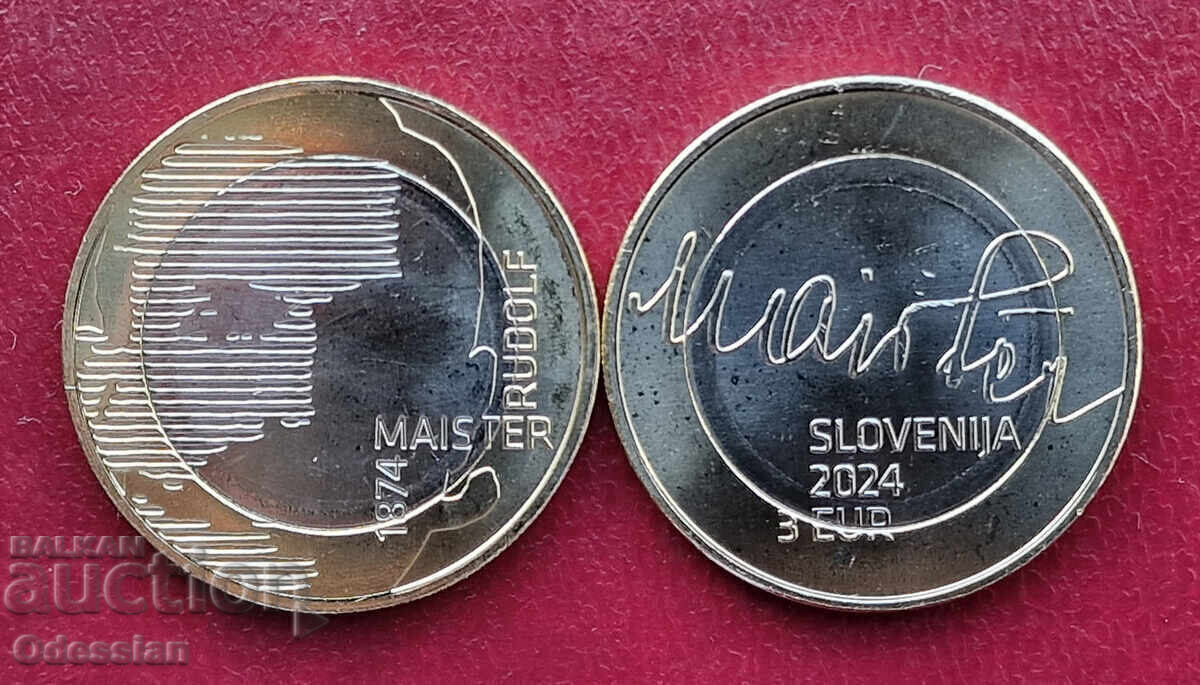 RUDOLF
MAISTER
1874
Maister
SLOVENIJA
2024
3 EUR
BALKAN
auction
Odessian